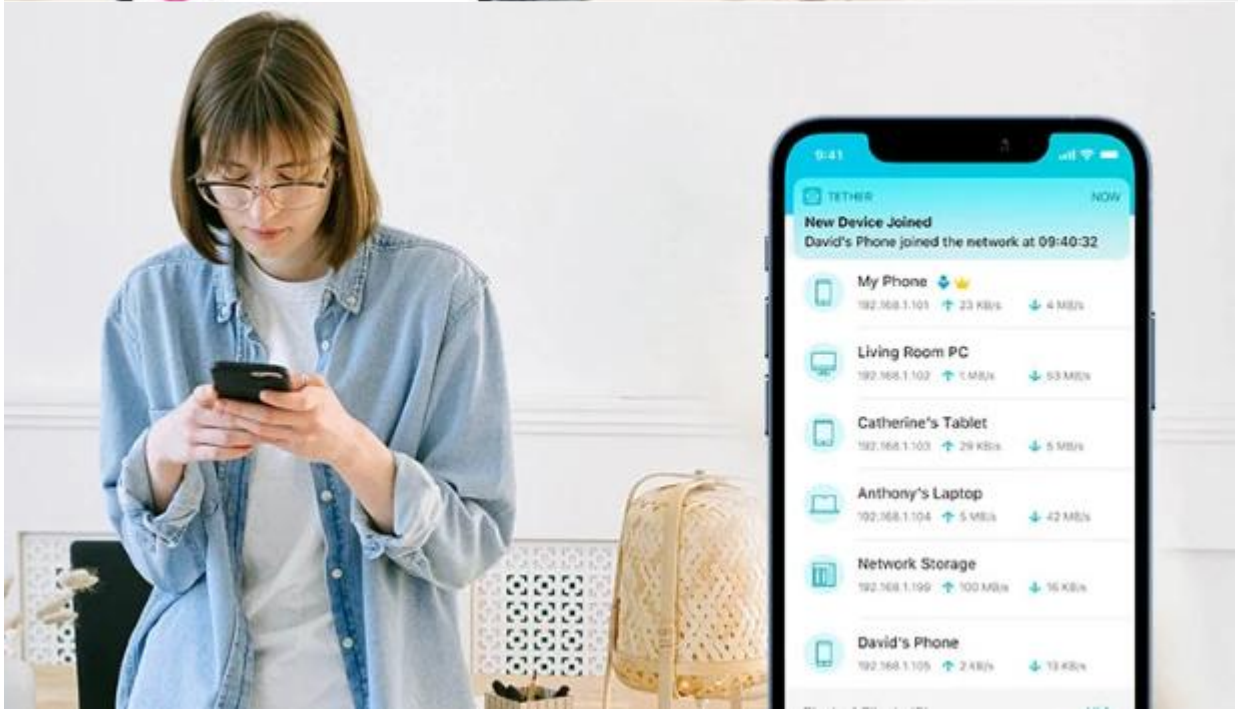 9:41
TETHER NOW
New Device Joined
David's Phone joined the network at 09:40:32
My Phone
192.168.1.101 23 KB/s 4 MB/s
Living Room PC
192.168.1.102 1 MB/s 53 MB/s
Catherine's Tablet
192.168.1.103 29 KB/s 5 MB/s
Anthony's Laptop
192.168.1.104 5 MB/s 42 MB/s
Network Storage
192.168.1.199 100 MB/s 16 KB/s
David's Phone
192.168.1.105 2 KB/s 13 KB/s